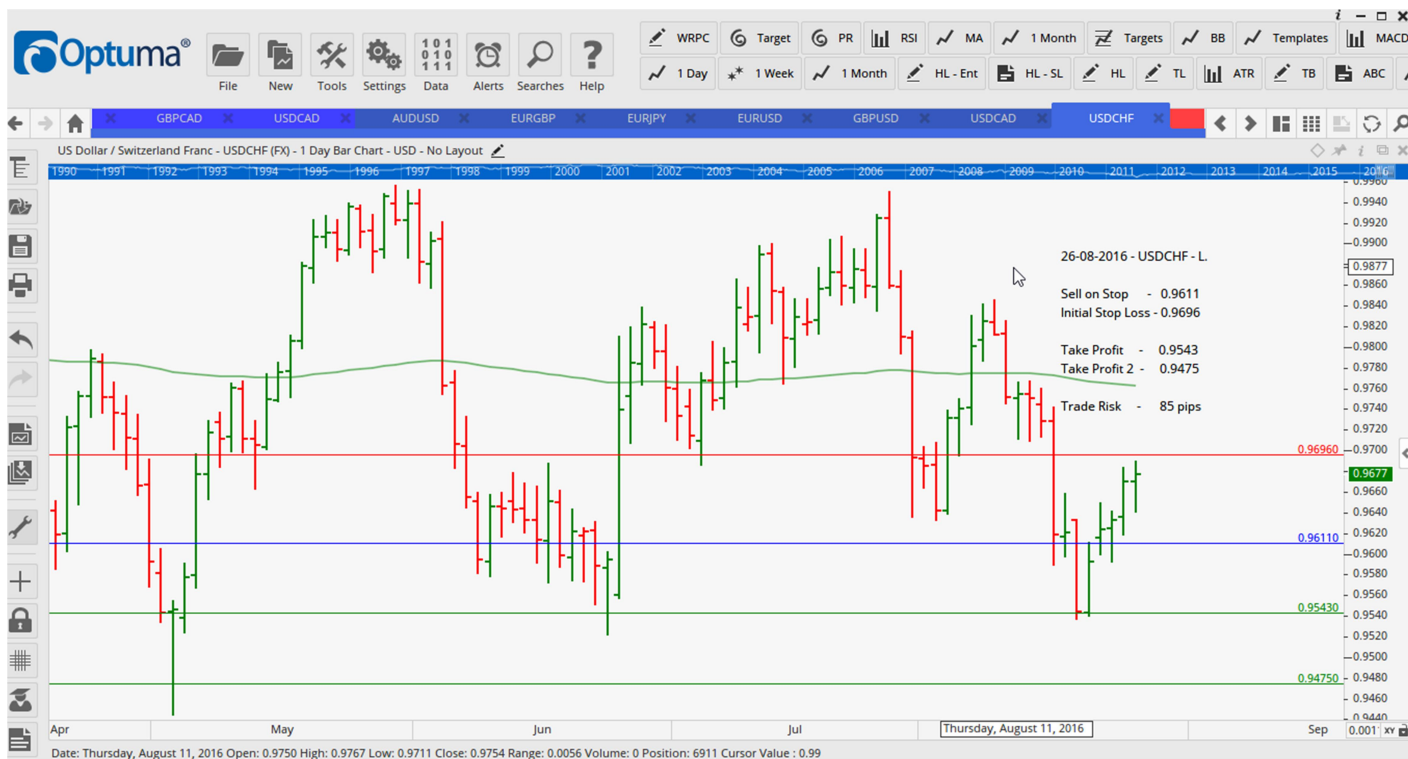 Optuma®
File
New
Tools
Settings
Data
Alerts
Searches
Help
WRPC
Target
PR
RSI
MA
1 Month
Targets
BB
Templates
MACD
1 Day
1 Week
1 Month
HL - Ent
HL - SL
HL
TL
ATR
TB
ABC
GBPCAD
USDCAD
AUDUSD
EURGBP
EURJPY
EURUSD
GBPUSD
USDCAD
USDCHF
US Dollar / Switzerland Franc - USDCHF (FX) - 1 Day Bar Chart - USD - No Layout
1990 1991 1992 1993 1994 1995 1996 1997 1998 1999 2000 2001 2002 2003 2004 2005 2006 2007 2008 2009 2010 2011 2012 2013 2014 2015 2016
0.9960
0.9940
0.9920
0.9900
0.9877
0.9860
0.9840
0.9820
0.9800
0.9780
0.9760
0.9740
0.9720
0.9700
0.9677
0.9660
0.9640
0.9620
0.9600
0.9580
0.9560
0.9540
0.9520
0.9500
0.9480
0.9460
0.9440
26-08-2016 - USDCHF - L.
Sell on Stop - 0.9611
Initial Stop Loss - 0.9696
Take Profit - 0.9543
Take Profit 2 - 0.9475
Trade Risk - 85 pips
0.96960
0.96110
0.95430
0.94750
Apr May Jun Jul Thursday, August 11, 2016 Sep
XY
Date: Thursday, August 11, 2016 Open: 0.9750 High: 0.9767 Low: 0.9711 Close: 0.9754 Range: 0.0056 Volume: 0 Position: 6911 Cursor Value : 0.99